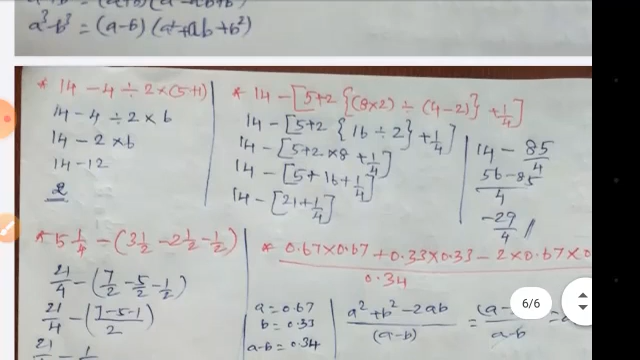 a³-b³ = (a-b) (a²+ab+b²)
* 14 - 4 ÷ 2 × (5+1)
14 - 4 ÷ 2 × 6
14 - 2 × 6
14 - 12
2
* 14 - [5+2 {(8×2) ÷ (4-2)} + 1/4]
14 - [5+2 {16 ÷ 2} + 1/4]
14 - [5+2 × 8 + 1/4]
14 - [5 + 16 + 1/4]
14 - [21 + 1/4]
14 - 85/4
56-85/4
-29/4
* 5 1/4 - (3 1/2 - 2 1/2 - 1/2)
21/4 - (7/2 - 5/2 - 1/2)
21/4 - (7-5-1/2)
* 0.67×0.67 + 0.33×0.33 - 2×0.67×0
0.34
a = 0.67
b = 0.33
a-b = 0.34
a² + b² - 2ab / (a-b) = (a- / a-b =
6/6